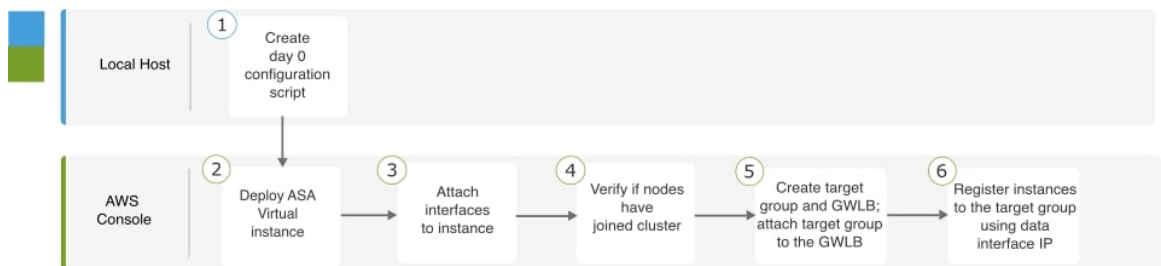 1
Local Host
Create
day 0
configuration
script
AWS
Console
2
Deploy ASA
Virtual
instance
3
Attach
interfaces
to instance
4
Verify if nodes
have
joined cluster
5
Create target
group and GWLB;
attach target group
to the GWLB
6
Register instances
to the target group
using data
interface IP